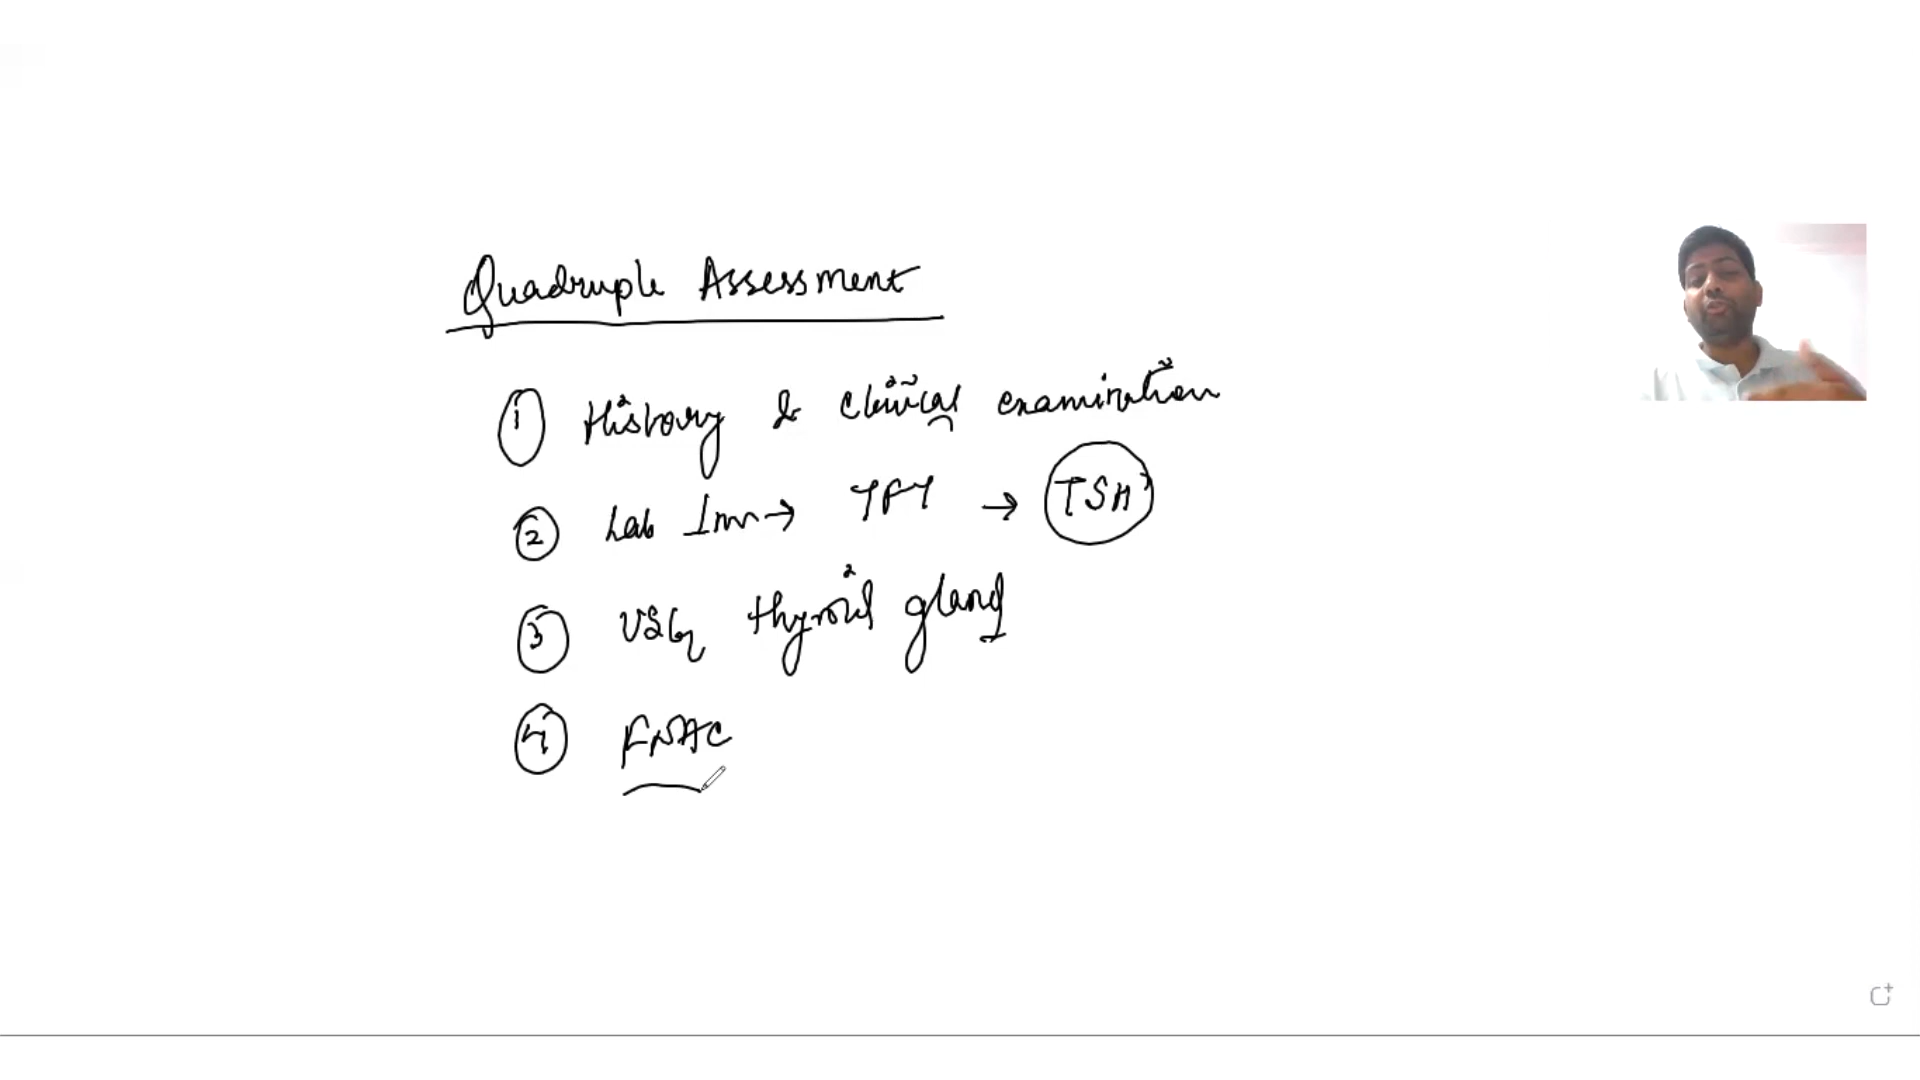 Quadruple Assessment
1 History & clinical examination
2 Lab Inv → TFT → TSH
3 USG thyroid gland
4 FNAC